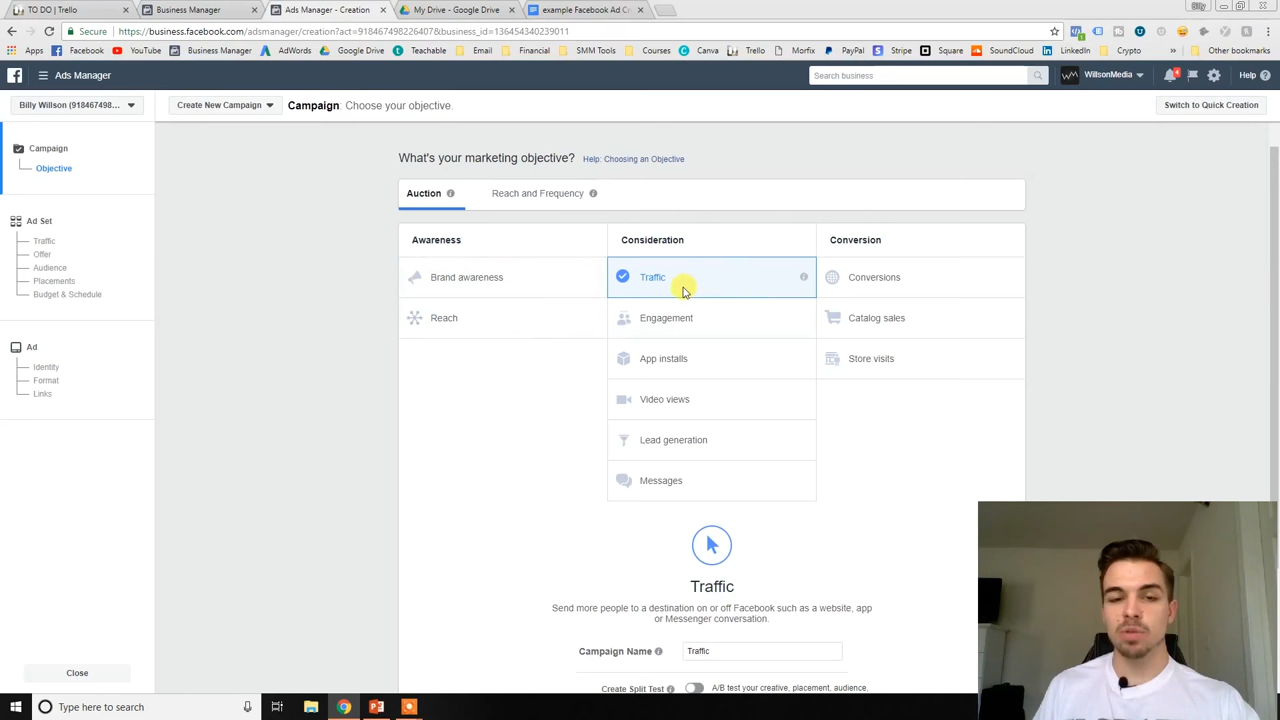 TO DO | Trello
Business Manager
Ads Manager - Creation
My Drive - Google Drive
example Facebook Ad C
Billy
Secure
https://business.facebook.com/adsmanager/creation?act=918467498226407&business_id=136454340239011
Apps
Facebook
YouTube
Business Manager
AdWords
Google Drive
Teachable
Email
Financial
SMM Tools
Courses
Canva
Trello
Morfix
PayPal
Stripe
Square
SoundCloud
LinkedIn
Crypto
Other bookmarks
Ads Manager
Search business
WillsonMedia
Help
Billy Willson (918467498...
Create New Campaign
Campaign: Choose your objective.
Switch to Quick Creation
Campaign
Objective
Ad Set
Traffic
Offer
Audience
Placements
Budget & Schedule
Ad
Identity
Format
Links
Close
What's your marketing objective? Help: Choosing an Objective
Auction
Reach and Frequency
Awareness
Consideration
Conversion
Brand awareness
Traffic
Conversions
Reach
Engagement
Catalog sales
App installs
Store visits
Video views
Lead generation
Messages
Traffic
Send more people to a destination on or off Facebook such as a website, app
or Messenger conversation.
Campaign Name
Traffic
Create Split Test
A/B test your creative, placement, audience,
Type here to search